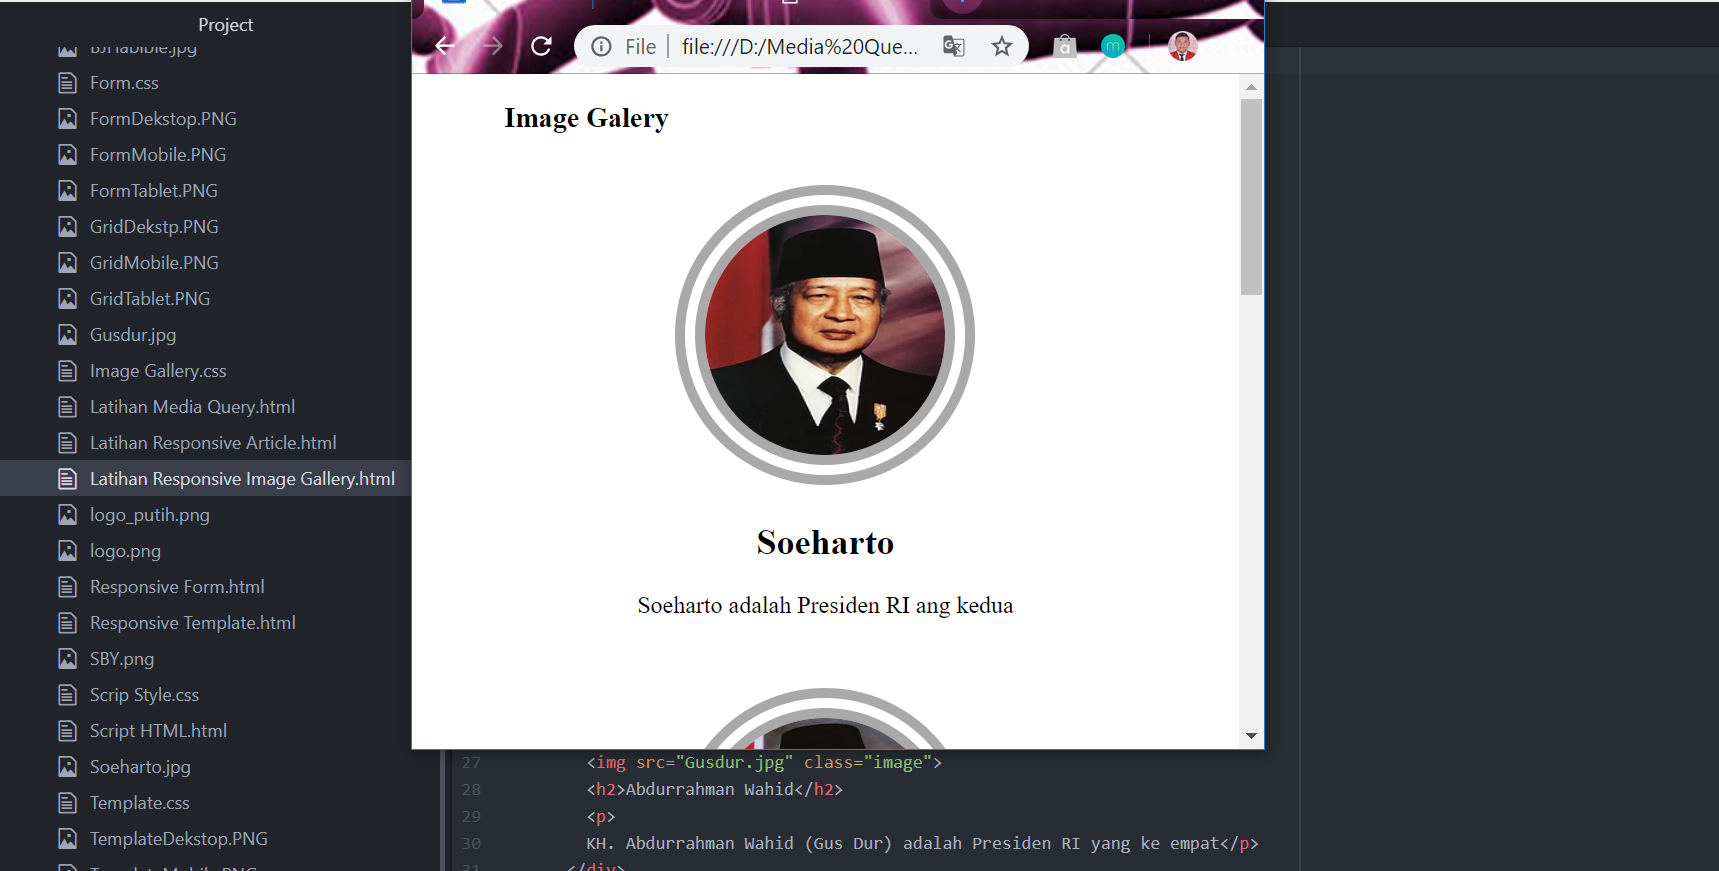 Project
BJHabibie.jpg
Form.css
FormDekstop.PNG
FormMobile.PNG
FormTablet.PNG
GridDekstp.PNG
GridMobile.PNG
GridTablet.PNG
Gusdur.jpg
Image Gallery.css
Latihan Media Query.html
Latihan Responsive Article.html
Latihan Responsive Image Gallery.html
logo_putih.png
logo.png
Responsive Form.html
Responsive Template.html
SBY.png
Scrip Style.css
Script HTML.html
Soeharto.jpg
Template.css
TemplateDekstop.PNG
TemplateMobile.PNG
File file:///D:/Media%20Que... a m
Image Galery
Soeharto
Soeharto adalah Presiden RI ang kedua
27 <img src="Gusdur.jpg" class="image">
28 <h2>Abdurrahman Wahid</h2>
29 <p>
30 KH. Abdurrahman Wahid (Gus Dur) adalah Presiden RI yang ke empat</p>
31 </div>